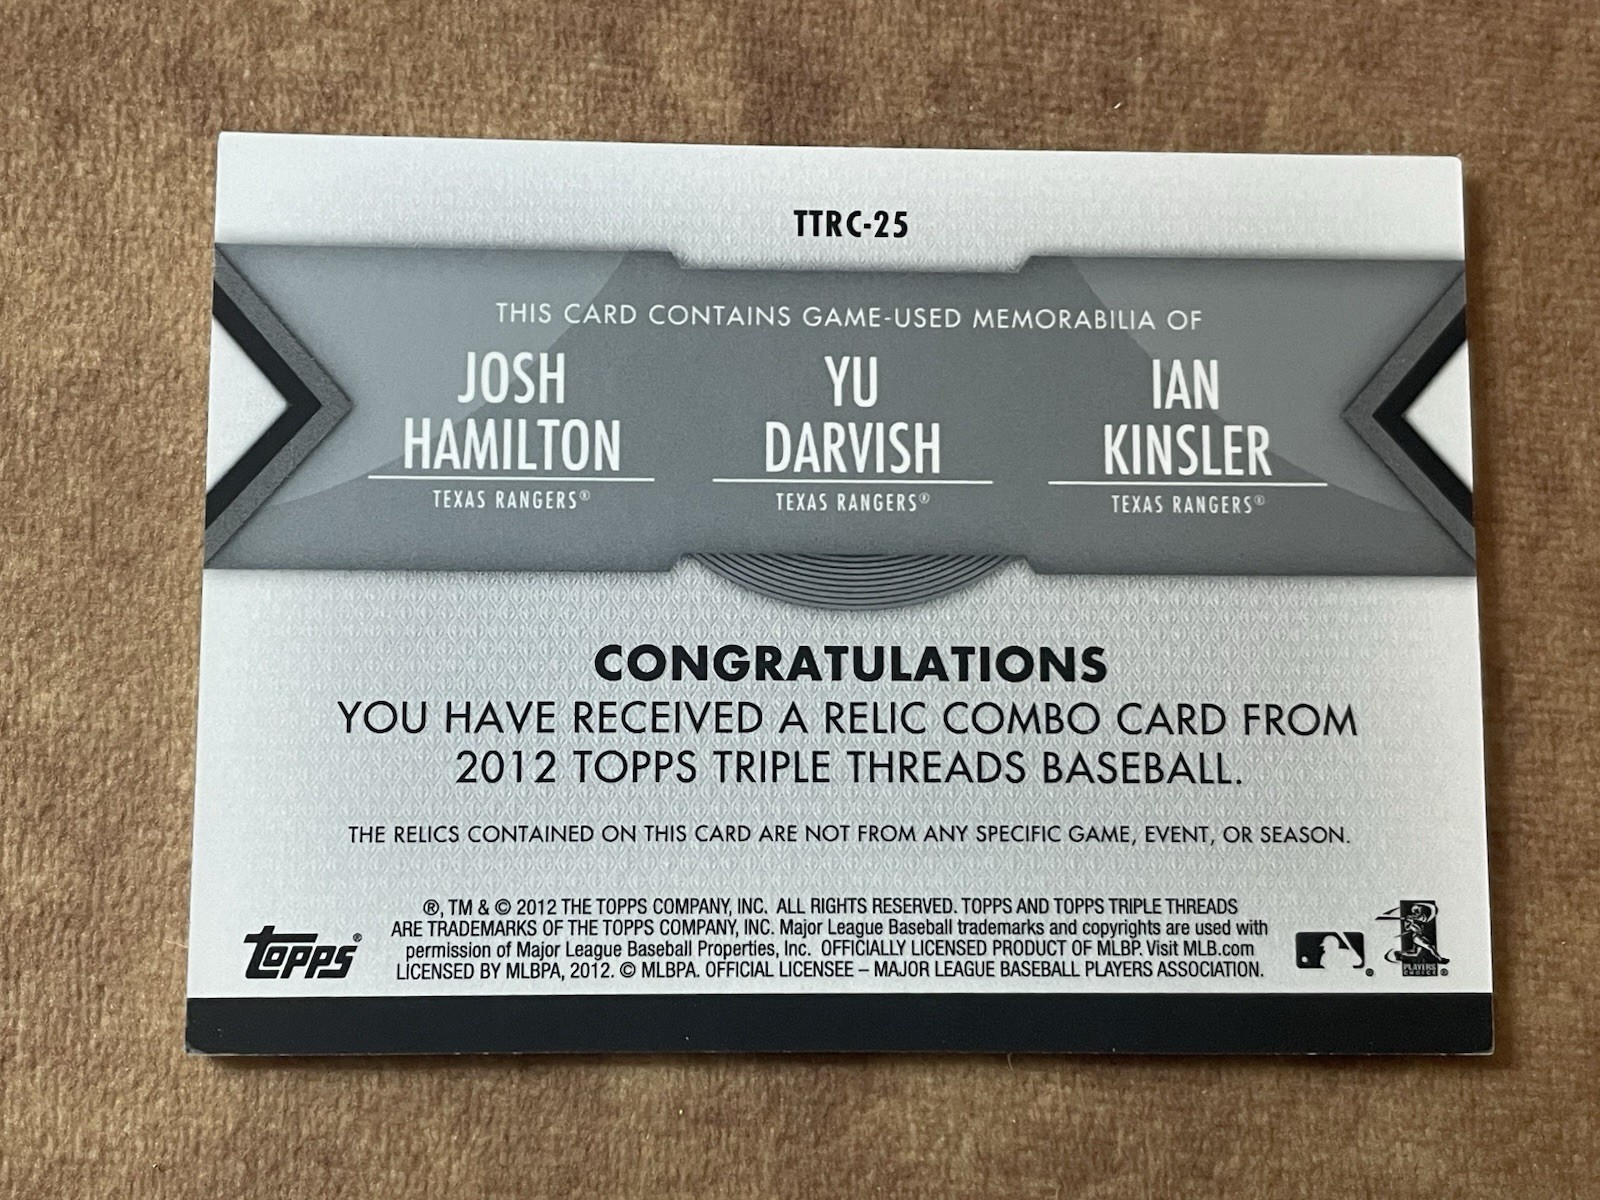 TTRC-25
THIS CARD CONTAINS GAME-USED MEMORABILIA OF
JOSH
HAMILTON
TEXAS RANGERS®
YU
DARVISH
TEXAS RANGERS®
IAN
KINSLER
TEXAS RANGERS®
CONGRATULATIONS
YOU HAVE RECEIVED A RELIC COMBO CARD FROM
2012 TOPPS TRIPLE THREADS BASEBALL.
THE RELICS CONTAINED ON THIS CARD ARE NOT FROM ANY SPECIFIC GAME, EVENT, OR SEASON.
®, TM & © 2012 THE TOPPS COMPANY, INC. ALL RIGHTS RESERVED. TOPPS AND TOPPS TRIPLE THREADS
ARE TRADEMARKS OF THE TOPPS COMPANY, INC. Major League Baseball trademarks and copyrights are used with
permission of Major League Baseball Properties, Inc. OFFICIALLY LICENSED PRODUCT OF MLBP. Visit MLB.com
LICENSED BY MLBPA, 2012. © MLBPA. OFFICIAL LICENSEE – MAJOR LEAGUE BASEBALL PLAYERS ASSOCIATION.
topps®
PLAYERS
CHOICE®